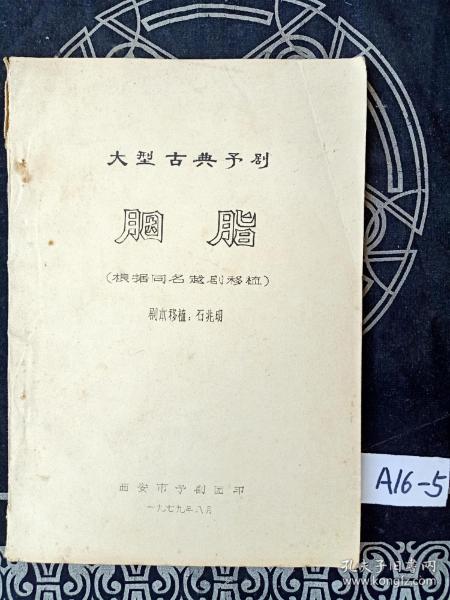 大型古典予剧
胭脂
(根据同名越剧移植)
剧本移植：石兆明
西安市予剧团印
一九七九年八月
A16-5
孔夫子旧书网
www.kongfz.com